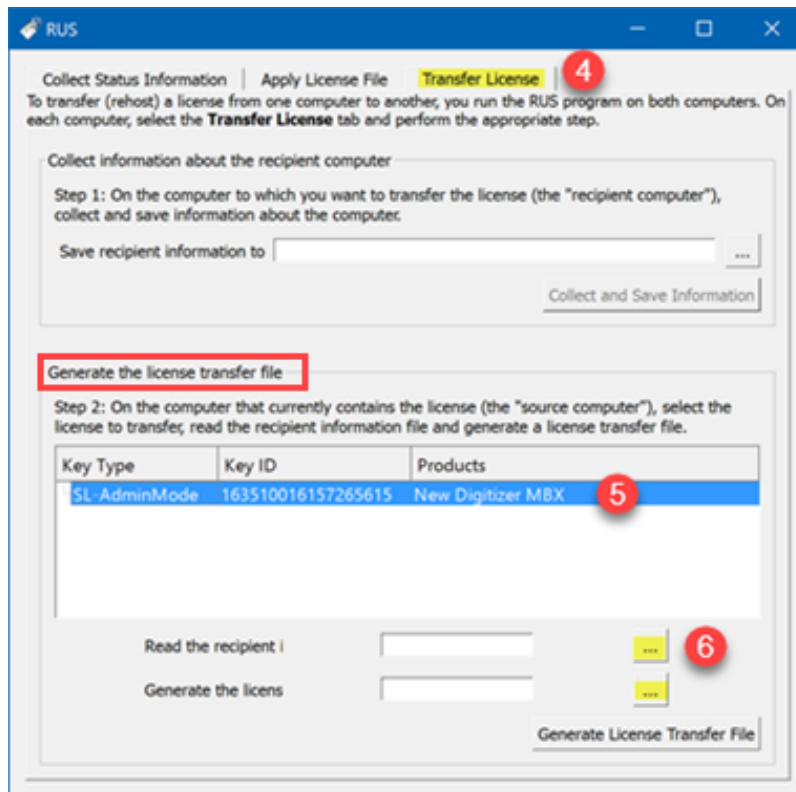 RUS
Collect Status Information Apply License File Transfer License 4
To transfer (rehost) a license from one computer to another, you run the RUS program on both computers. On
each computer, select the Transfer License tab and perform the appropriate step.
Collect information about the recipient computer
Step 1: On the computer to which you want to transfer the license (the "recipient computer"),
collect and save information about the computer.
Save recipient information to ...
Collect and Save Information
Generate the license transfer file
Step 2: On the computer that currently contains the license (the "source computer"), select the
license to transfer, read the recipient information file and generate a license transfer file.
Key Type Key ID Products
SL-AdminMode 163510016157265615 New Digitizer MBX 5
Read the recipient i ... 6
Generate the licens ...
Generate License Transfer File